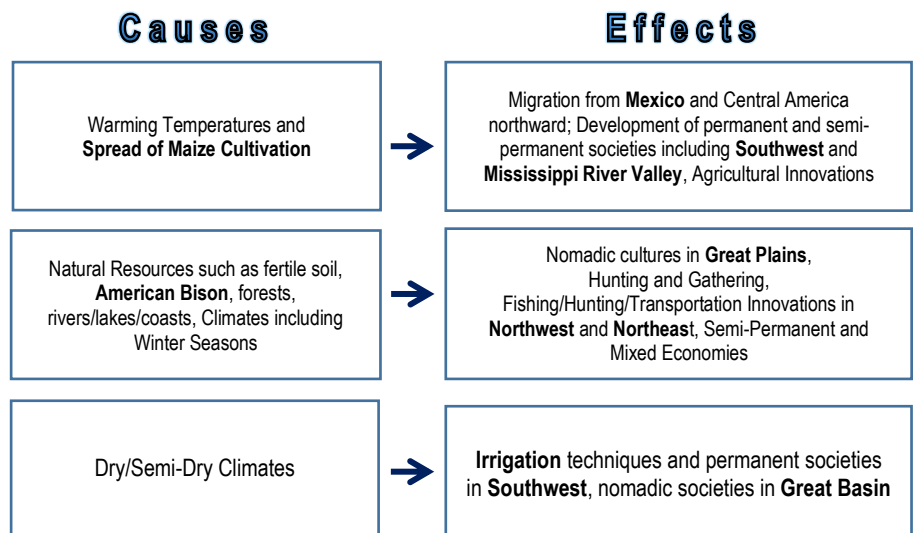 Causes
Effects
Warming Temperatures and
Spread of Maize Cultivation
Migration from Mexico and Central America
northward; Development of permanent and semi-
permanent societies including Southwest and
Mississippi River Valley, Agricultural Innovations
Natural Resources such as fertile soil,
American Bison, forests,
rivers/lakes/coasts, Climates including
Winter Seasons
Nomadic cultures in Great Plains,
Hunting and Gathering,
Fishing/Hunting/Transportation Innovations in
Northwest and Northeast, Semi-Permanent and
Mixed Economies
Dry/Semi-Dry Climates
Irrigation techniques and permanent societies
in Southwest, nomadic societies in Great Basin